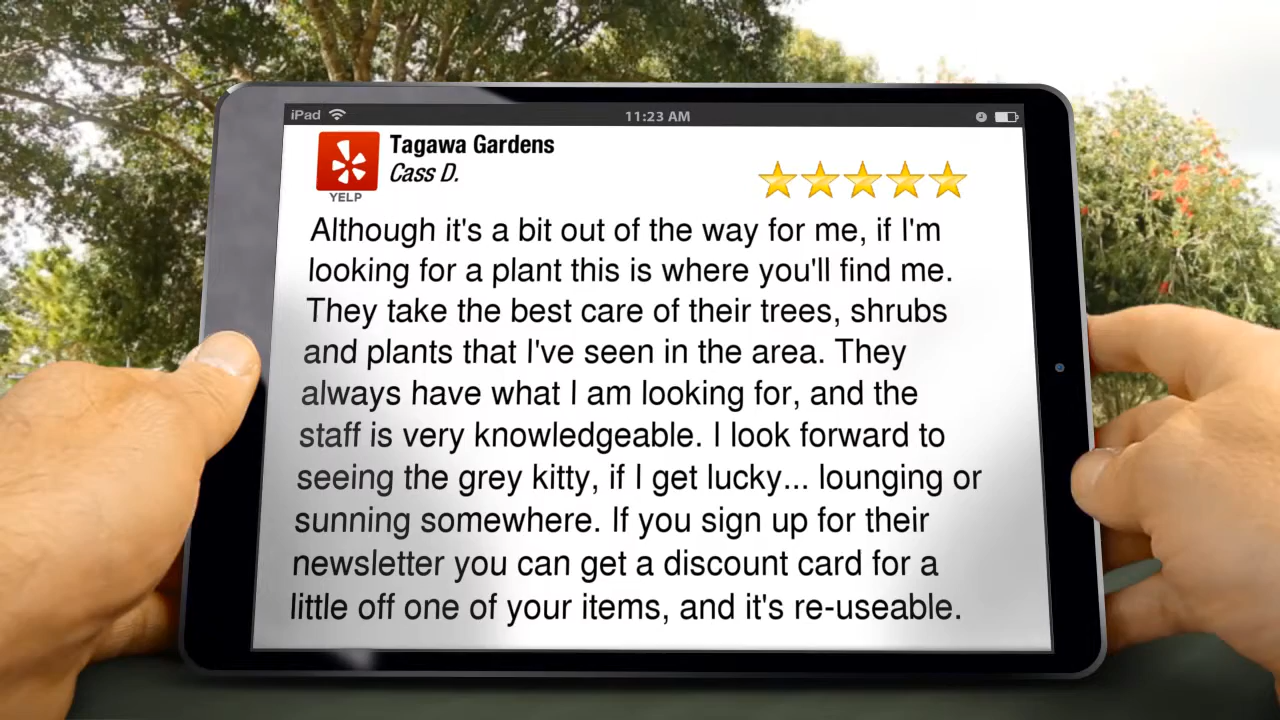 iPad 11:23 AM
Tagawa Gardens
Cass D.
YELP
Although it's a bit out of the way for me, if I'm
looking for a plant this is where you'll find me.
They take the best care of their trees, shrubs
and plants that I've seen in the area. They
always have what I am looking for, and the
staff is very knowledgeable. I look forward to
seeing the grey kitty, if I get lucky... lounging or
sunning somewhere. If you sign up for their
newsletter you can get a discount card for a
little off one of your items, and it's re-useable.